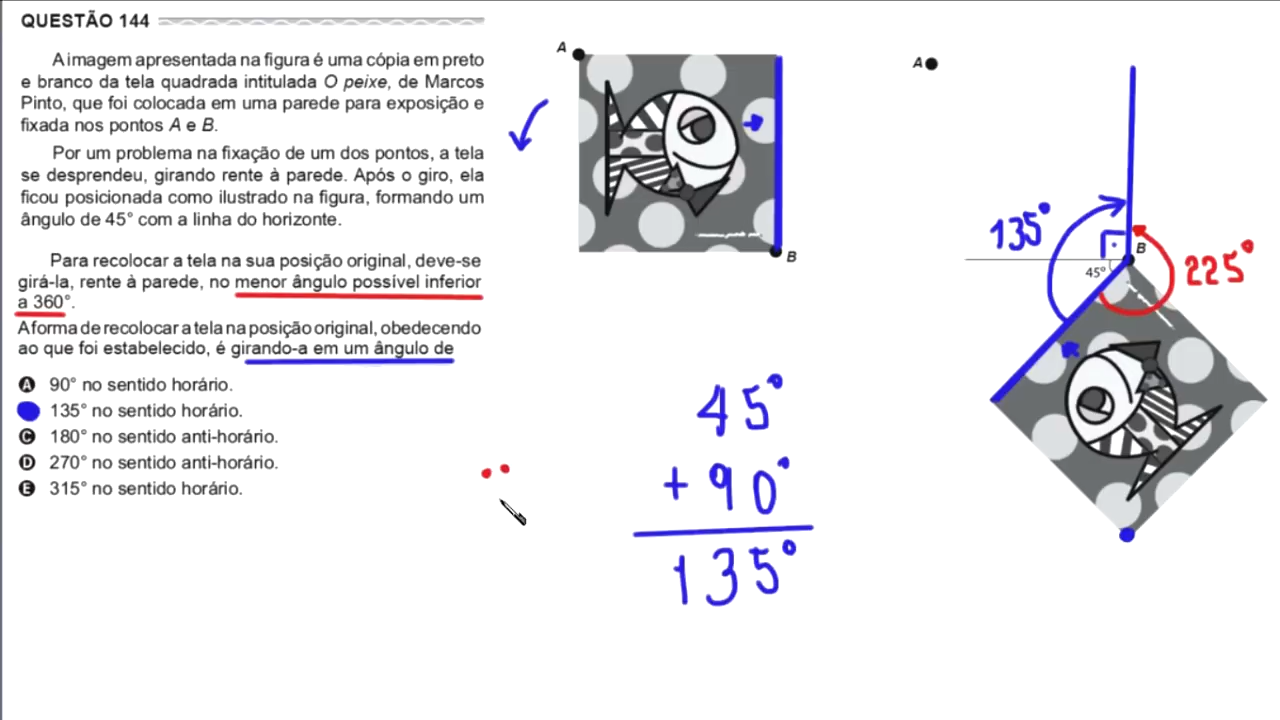 QUESTÃO 144
A imagem apresentada na figura é uma cópia em preto
e branco da tela quadrada intitulada O peixe, de Marcos
Pinto, que foi colocada em uma parede para exposição e
fixada nos pontos A e B.
Por um problema na fixação de um dos pontos, a tela
se desprendeu, girando rente à parede. Após o giro, ela
ficou posicionada como ilustrado na figura, formando um
ângulo de 45° com a linha do horizonte.
Para recolocar a tela na sua posição original, deve-se
girá-la, rente à parede, no menor ângulo possível inferior
a 360°.
A forma de recolocar a tela na posição original, obedecendo
ao que foi estabelecido, é girando-a em um ângulo de
A 90° no sentido horário.
135° no sentido horário.
C 180° no sentido anti-horário.
D 270° no sentido anti-horário.
E 315° no sentido horário.
A
B
A
135°
B
45°
225°
45°
+ 90°
135°